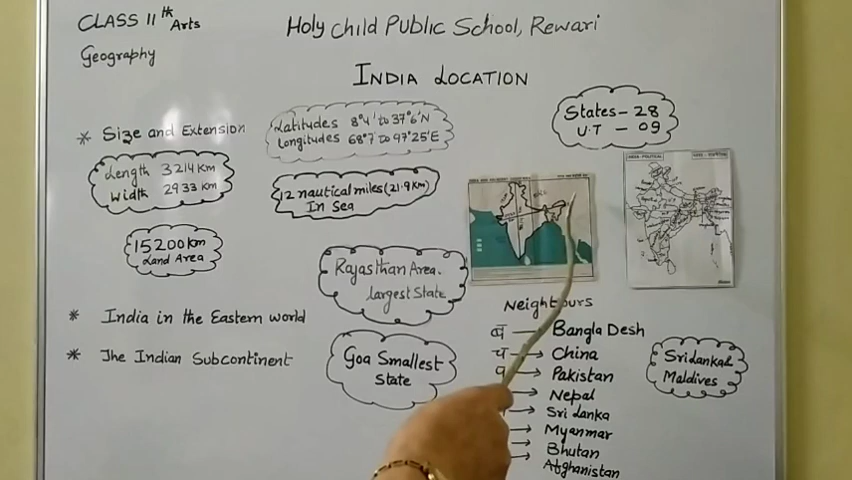 CLASS 11th Arts
Geography
Holy Child Public School, Rewari
INDIA LOCATION
States - 28
U.T - 09
* Size and Extension
Latitudes 8°4' to 37°6'N
Longitudes 68°7' to 97°25'E
Length 3214 Km
Width 2933 Km
12 nautical miles (21.9 Km)
In Sea
15200 km
Land Area
Rajasthan Area.
largest State
* India in the Eastern world
* The Indian Subcontinent
Goa Smallest
State
Neighbours
ब → Bangla Desh
च → China
प → Pakistan
→ Nepal
→ Sri Lanka
→ Myanmar
→ Bhutan
→ Afghanistan
Sri Lanka &
Maldives